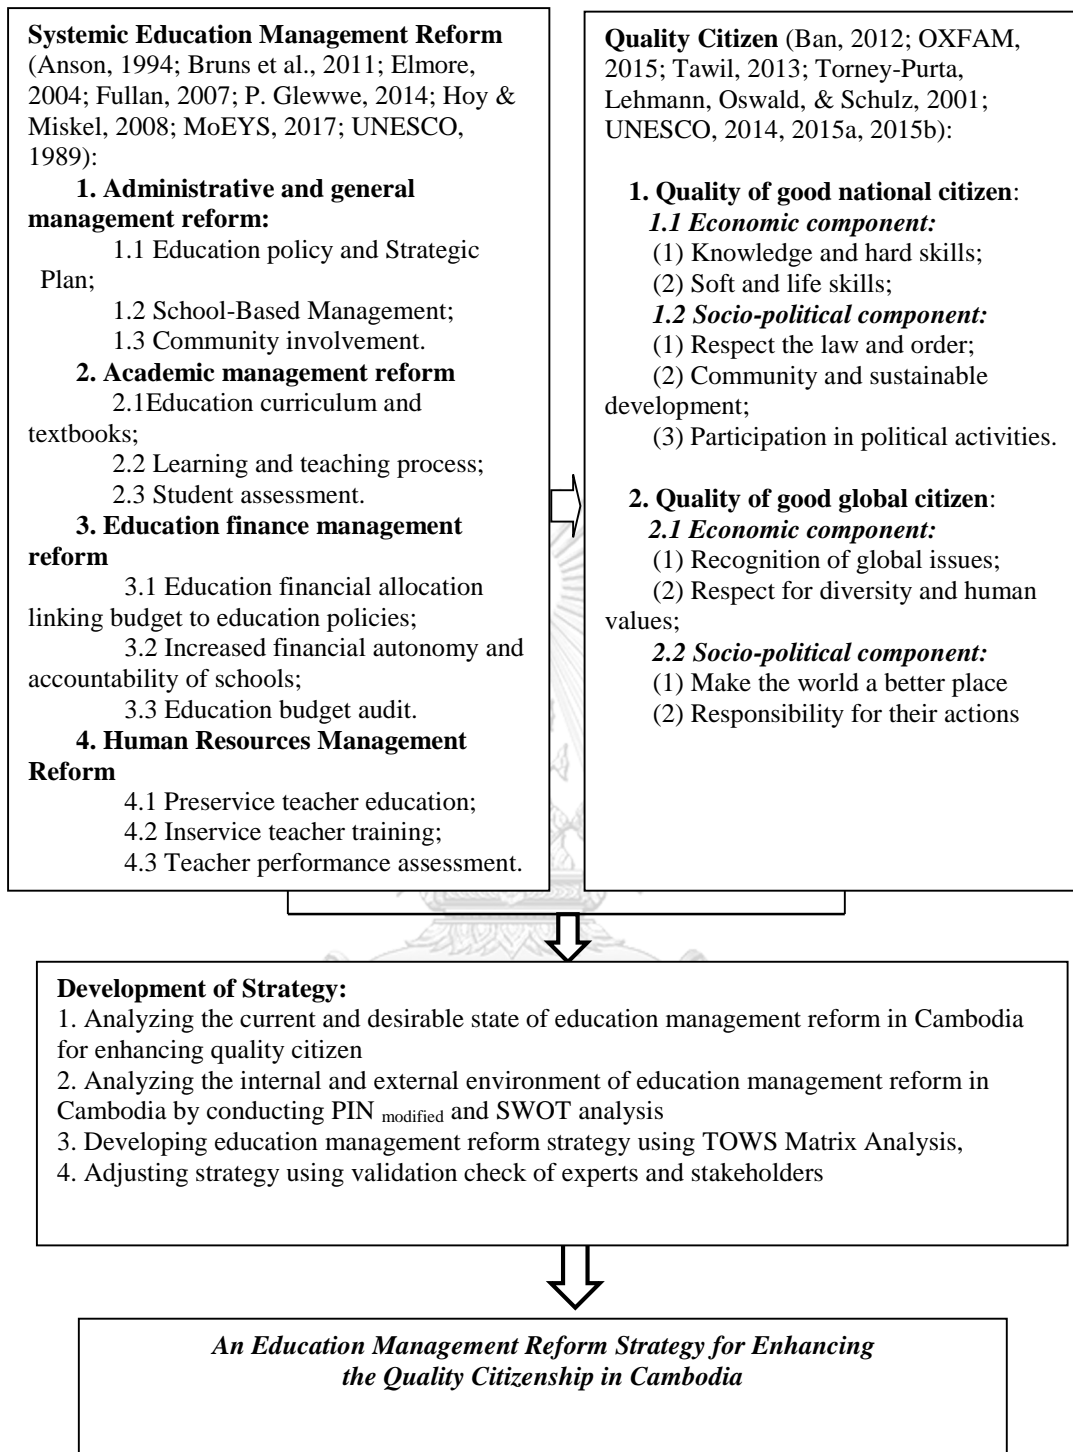 Systemic Education Management Reform
(Anson, 1994; Bruns et al., 2011; Elmore,
2004; Fullan, 2007; P. Glewwe, 2014; Hoy &
Miskel, 2008; MoEYS, 2017; UNESCO,
1989):
1. Administrative and general
management reform:
1.1 Education policy and Strategic
Plan;
1.2 School-Based Management;
1.3 Community involvement.
2. Academic management reform
2.1Education curriculum and
textbooks;
2.2 Learning and teaching process;
2.3 Student assessment.
3. Education finance management
reform
3.1 Education financial allocation
linking budget to education policies;
3.2 Increased financial autonomy and
accountability of schools;
3.3 Education budget audit.
4. Human Resources Management
Reform
4.1 Preservice teacher education;
4.2 Inservice teacher training;
4.3 Teacher performance assessment.
Quality Citizen (Ban, 2012; OXFAM,
2015; Tawil, 2013; Torney-Purta,
Lehmann, Oswald, & Schulz, 2001;
UNESCO, 2014, 2015a, 2015b):
1. Quality of good national citizen:
1.1 Economic component:
(1) Knowledge and hard skills;
(2) Soft and life skills;
1.2 Socio-political component:
(1) Respect the law and order;
(2) Community and sustainable
development;
(3) Participation in political activities.
2. Quality of good global citizen:
2.1 Economic component:
(1) Recognition of global issues;
(2) Respect for diversity and human
values;
2.2 Socio-political component:
(1) Make the world a better place
(2) Responsibility for their actions
Development of Strategy:
1. Analyzing the current and desirable state of education management reform in Cambodia
for enhancing quality citizen
2. Analyzing the internal and external environment of education management reform in
Cambodia by conducting PIN modified and SWOT analysis
3. Developing education management reform strategy using TOWS Matrix Analysis,
4. Adjusting strategy using validation check of experts and stakeholders
An Education Management Reform Strategy for Enhancing
the Quality Citizenship in Cambodia